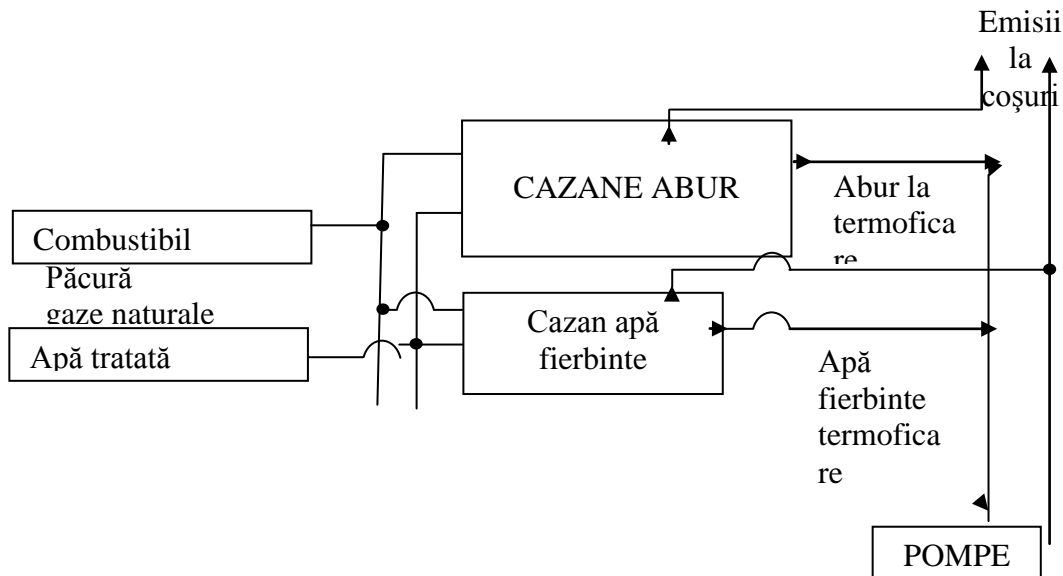 Emisii
la
coşuri
CAZANE ABUR
Abur la
termofica
re
Combustibil
Păcură
gaze naturale
Apă tratată
Cazan apă
fierbinte
Apă
fierbinte
termofica
re
POMPE